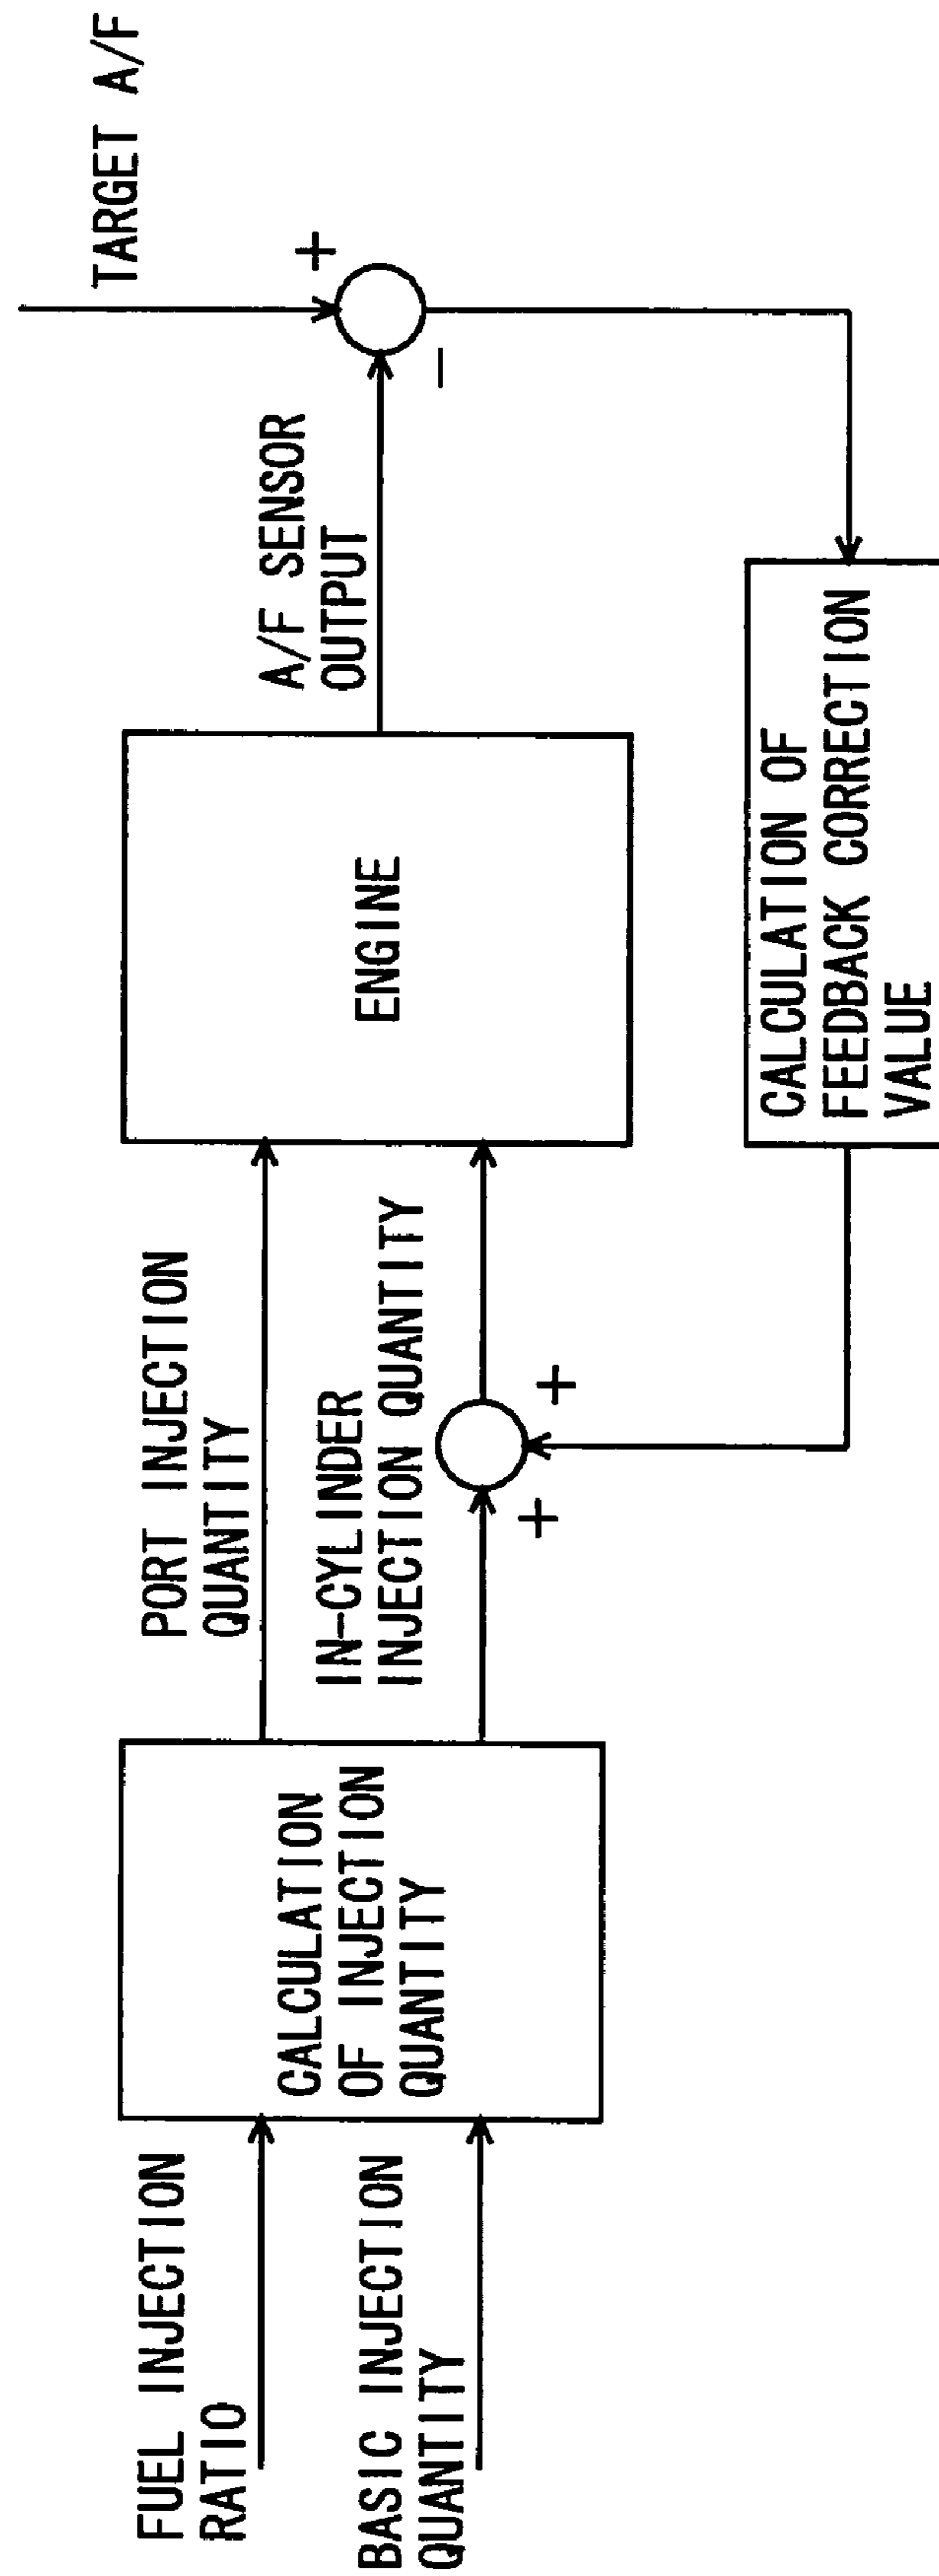 FUEL INJECTION
RATIO
BASIC INJECTION
QUANTITY
CALCULATION
OF INJECTION
QUANTITY
PORT INJECTION
QUANTITY
IN-CYLINDER
INJECTION QUANTITY
+
+
ENGINE
A/F SENSOR
OUTPUT
TARGET A/F
+
−
CALCULATION OF
FEEDBACK CORRECTION
VALUE